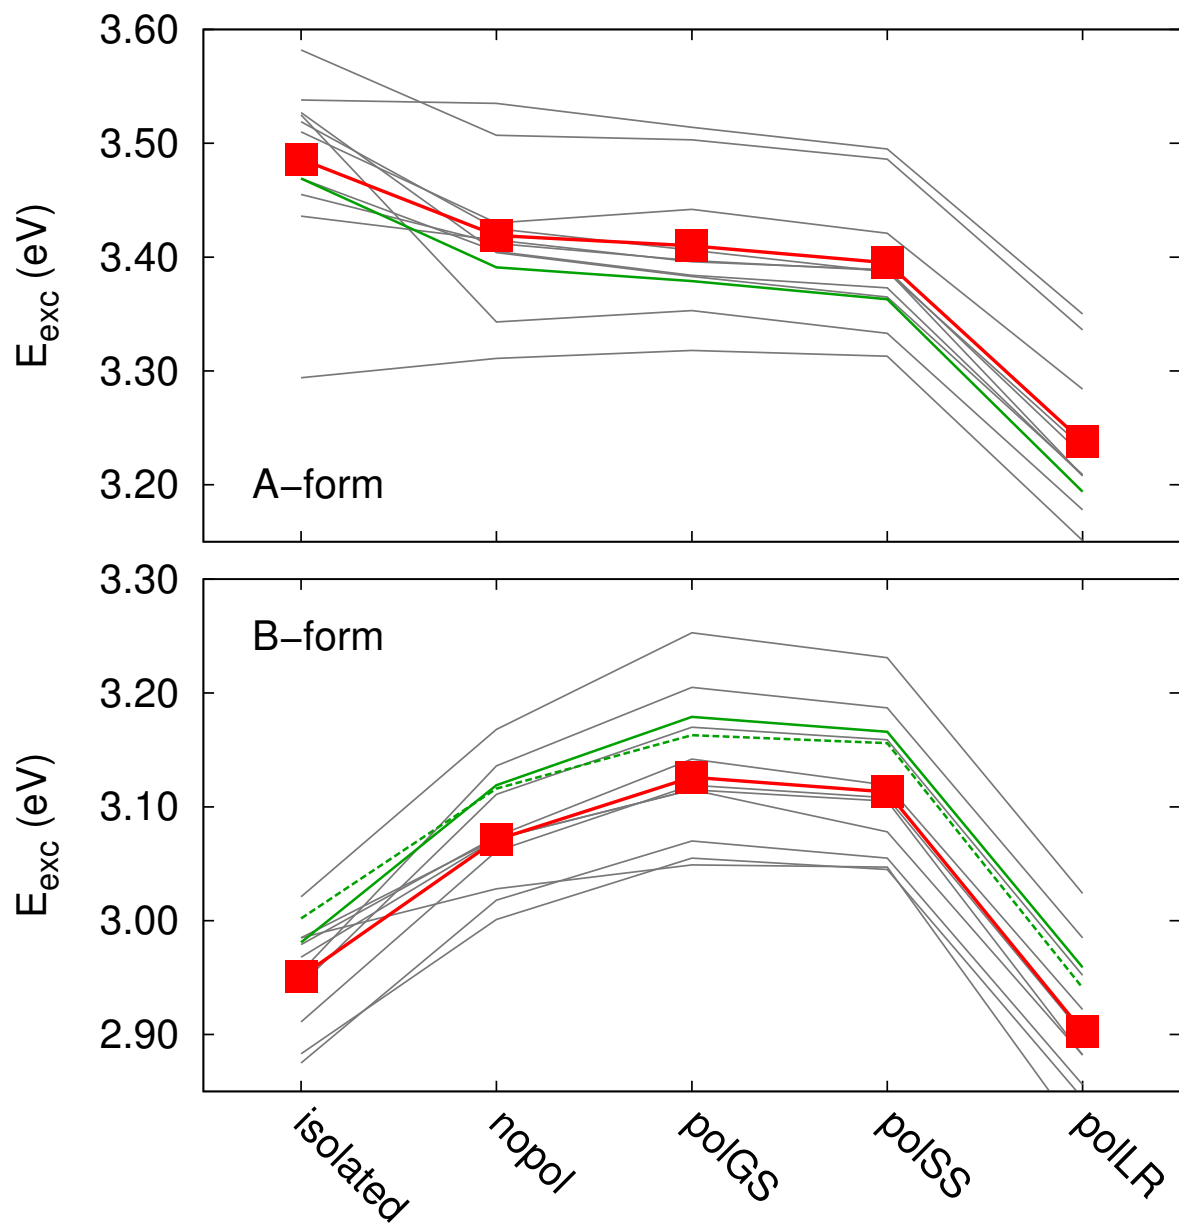 3.60
3.50
3.40
3.30
3.20
E_exc (eV)
A−form
3.30
3.20
3.10
3.00
2.90
E_exc (eV)
B−form
isolated
nopol
polGS
polSS
polLR